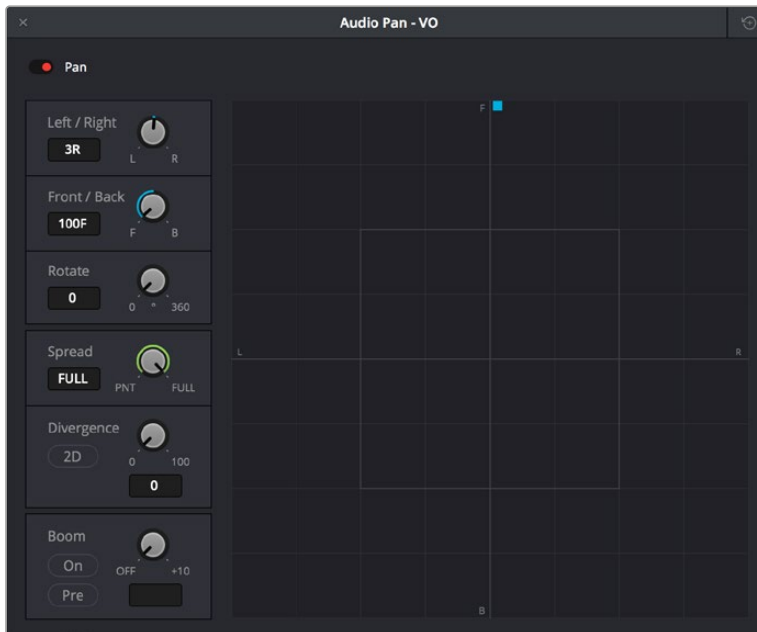 Audio Pan - VO
Pan
Left / Right
3R
L R
Front / Back
100F
F B
Rotate
0
0 ° 360
Spread
FULL
PNT FULL
Divergence
2D
0 100
0
Boom
On
OFF +10
Pre
F
L R
B